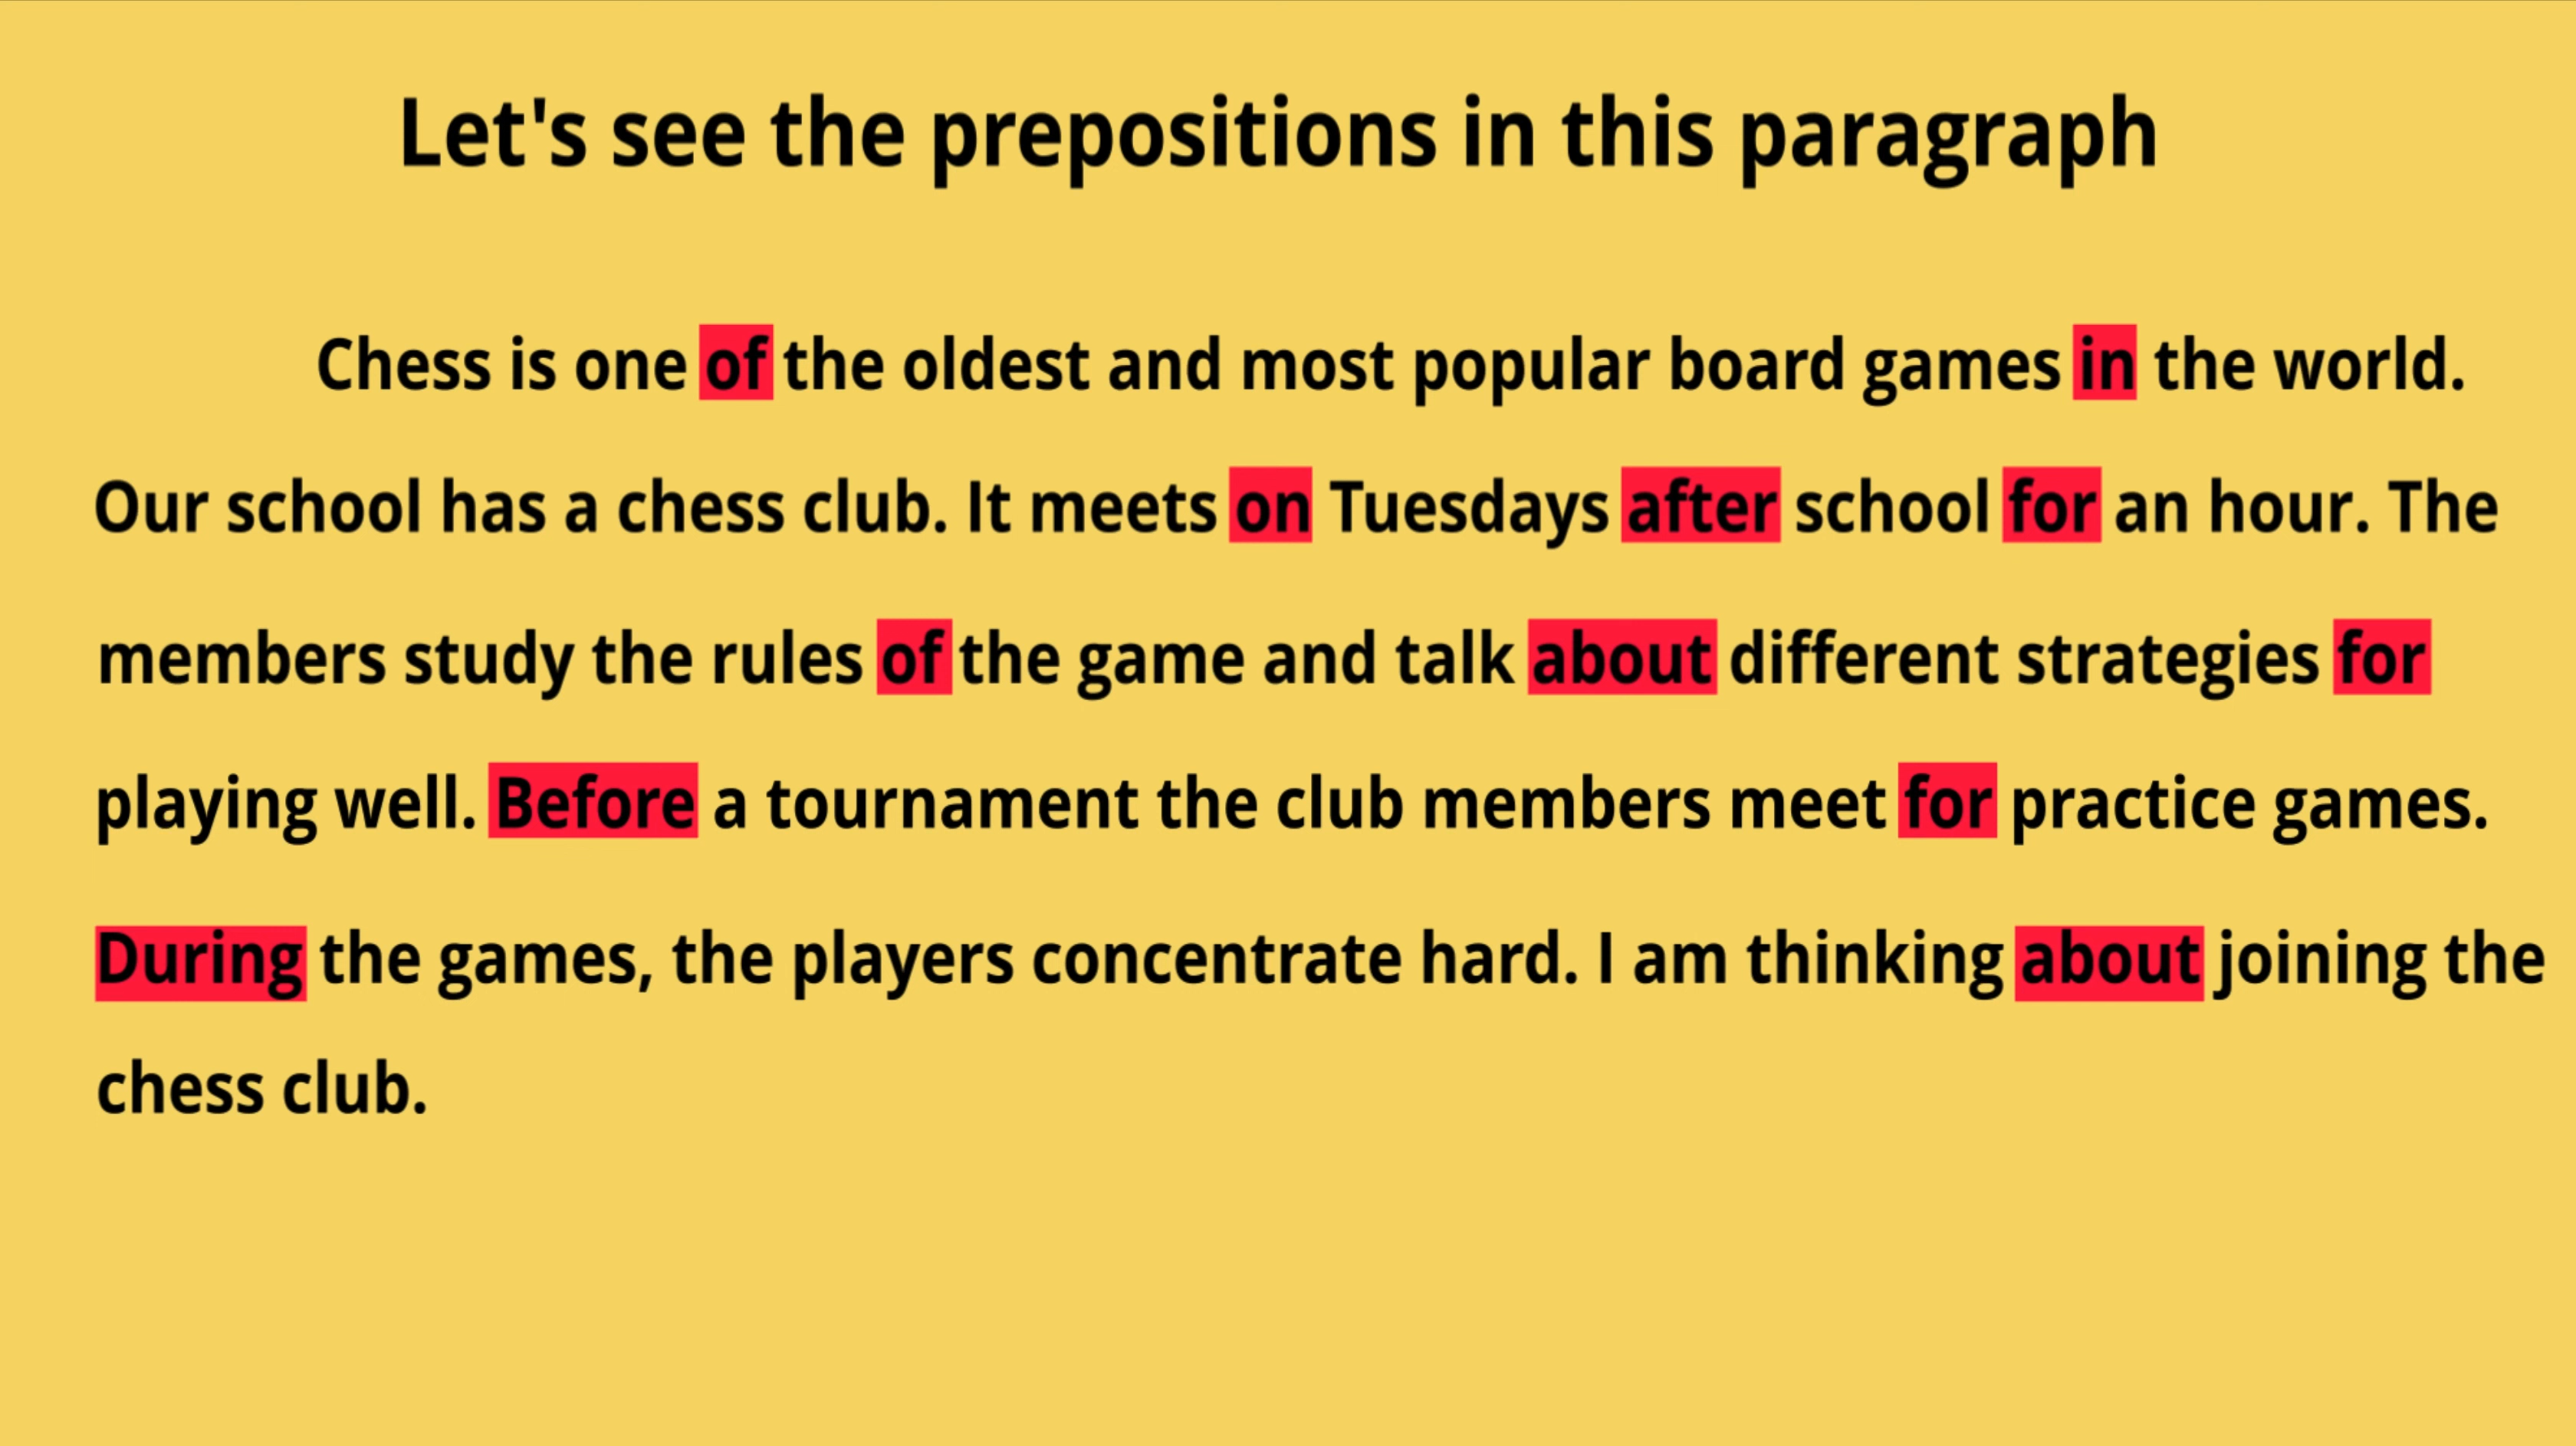 Let's see the prepositions in this paragraph
Chess is one of the oldest and most popular board games in the world.
Our school has a chess club. It meets on Tuesdays after school for an hour. The
members study the rules of the game and talk about different strategies for
playing well. Before a tournament the club members meet for practice games.
During the games, the players concentrate hard. I am thinking about joining the
chess club.